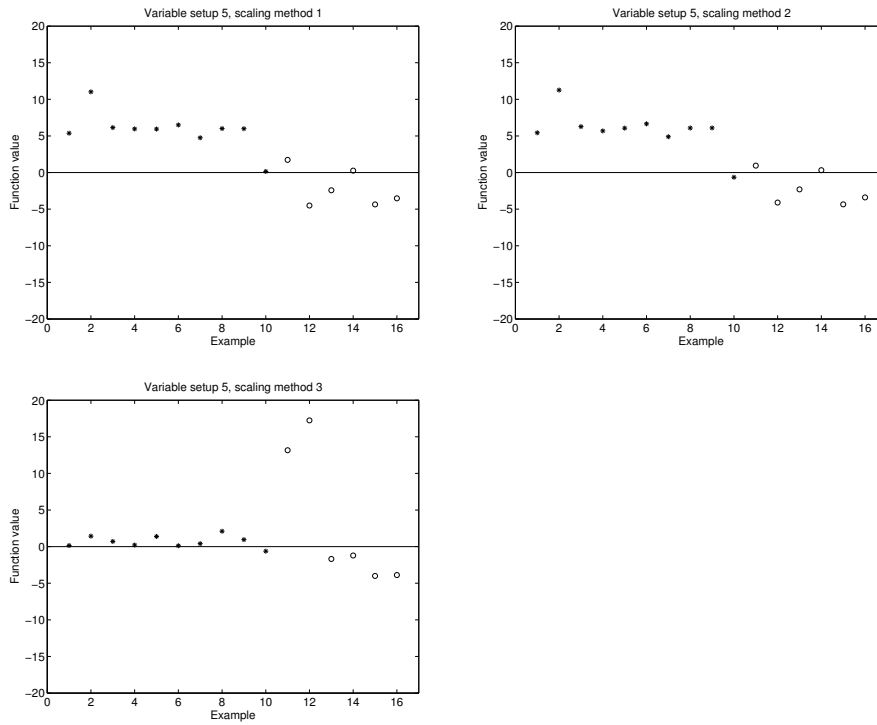 Variable setup 5, scaling method 1
20
15
10
5
0
−5
−10
−15
−20
Function value
0 2 4 6 8 10 12 14 16
Example
Variable setup 5, scaling method 2
20
15
10
5
0
−5
−10
−15
−20
Function value
0 2 4 6 8 10 12 14 16
Example
Variable setup 5, scaling method 3
20
15
10
5
0
−5
−10
−15
−20
Function value
0 2 4 6 8 10 12 14 16
Example